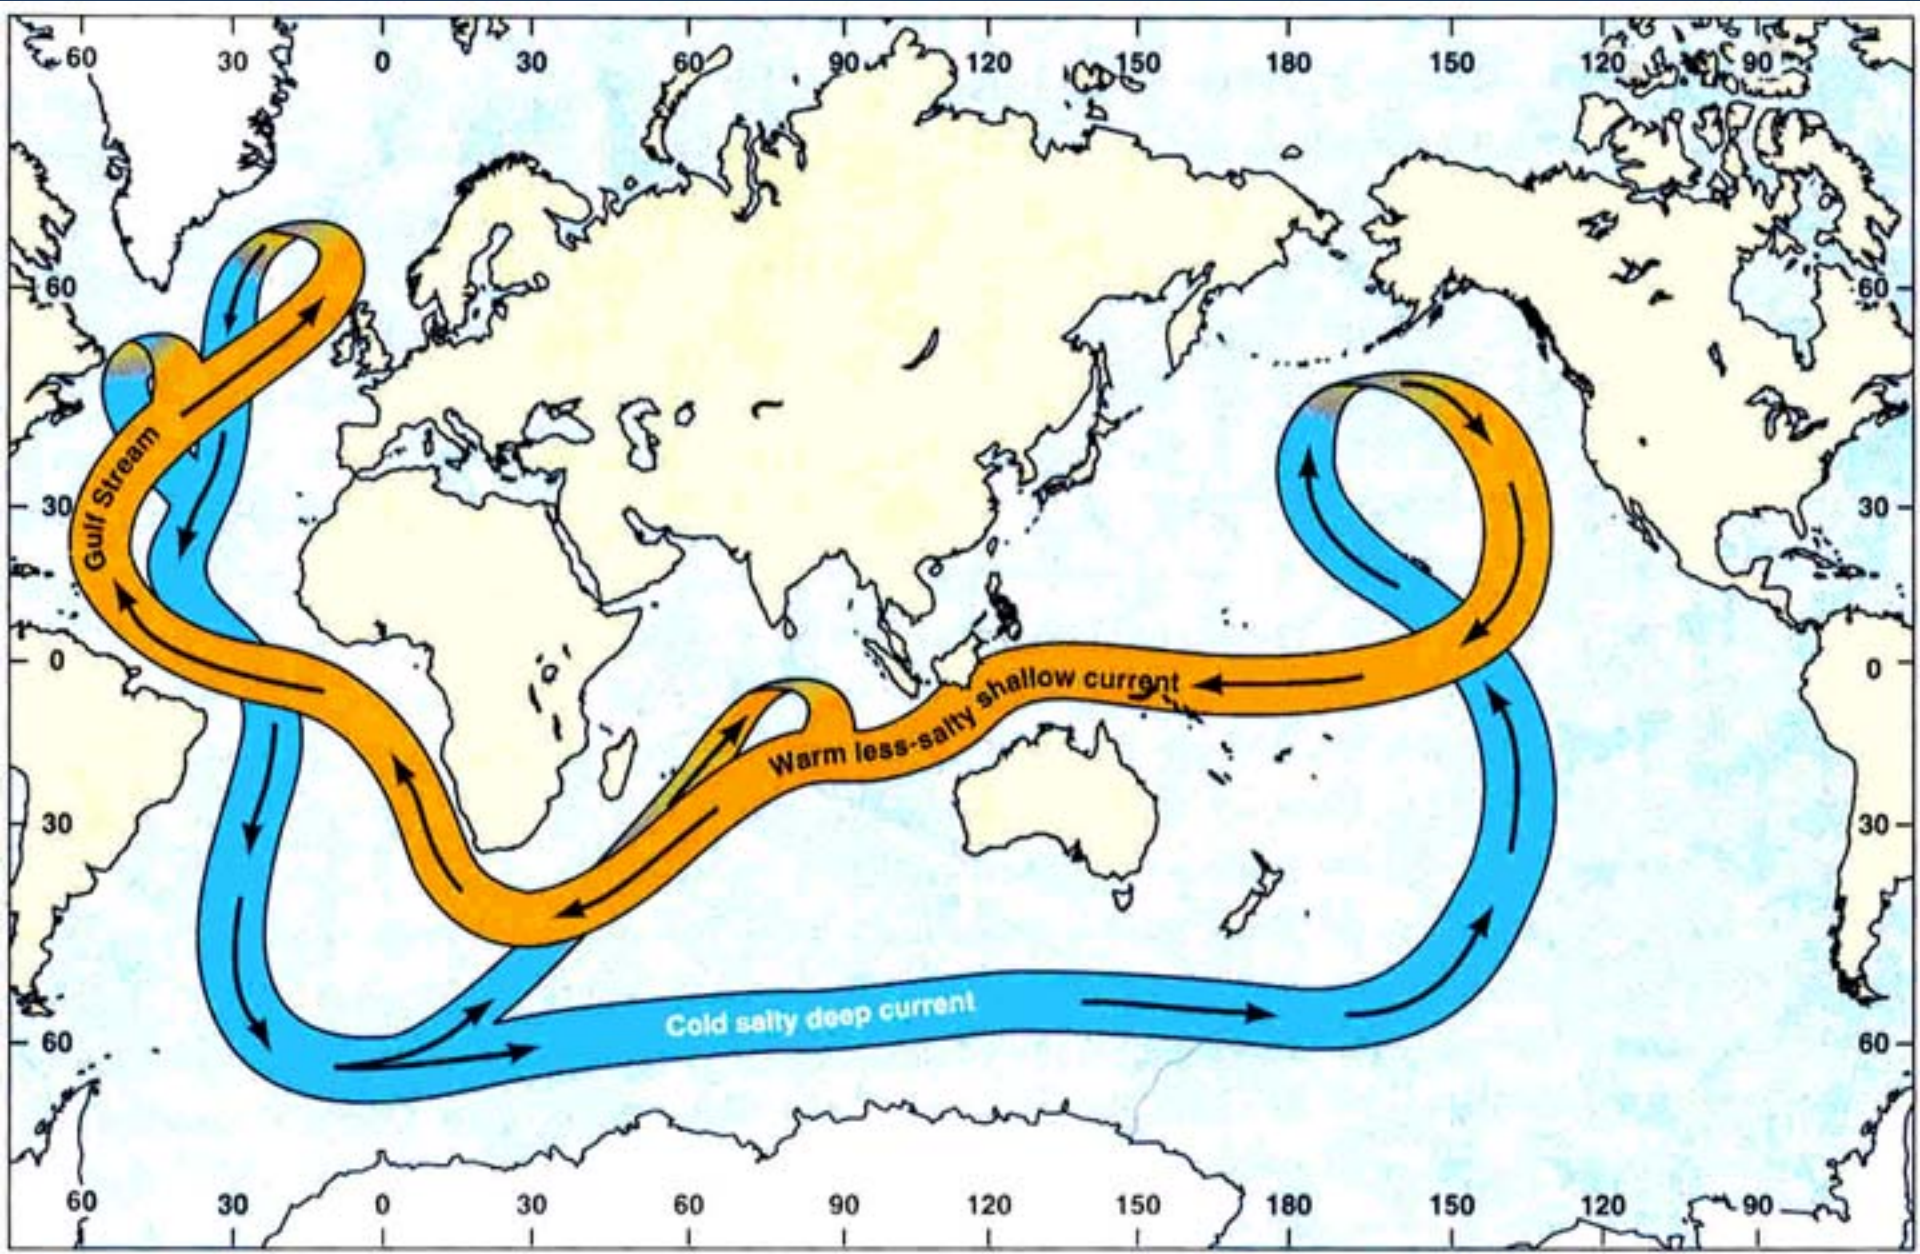 60 30 0 30 60 90 120 150 180 150 120 90
60 60
Gulf Stream
30 30
0 0
Warm less-salty shallow current
30 30
Cold salty deep current
60 60
60 30 0 30 60 90 120 150 180 150 120 90